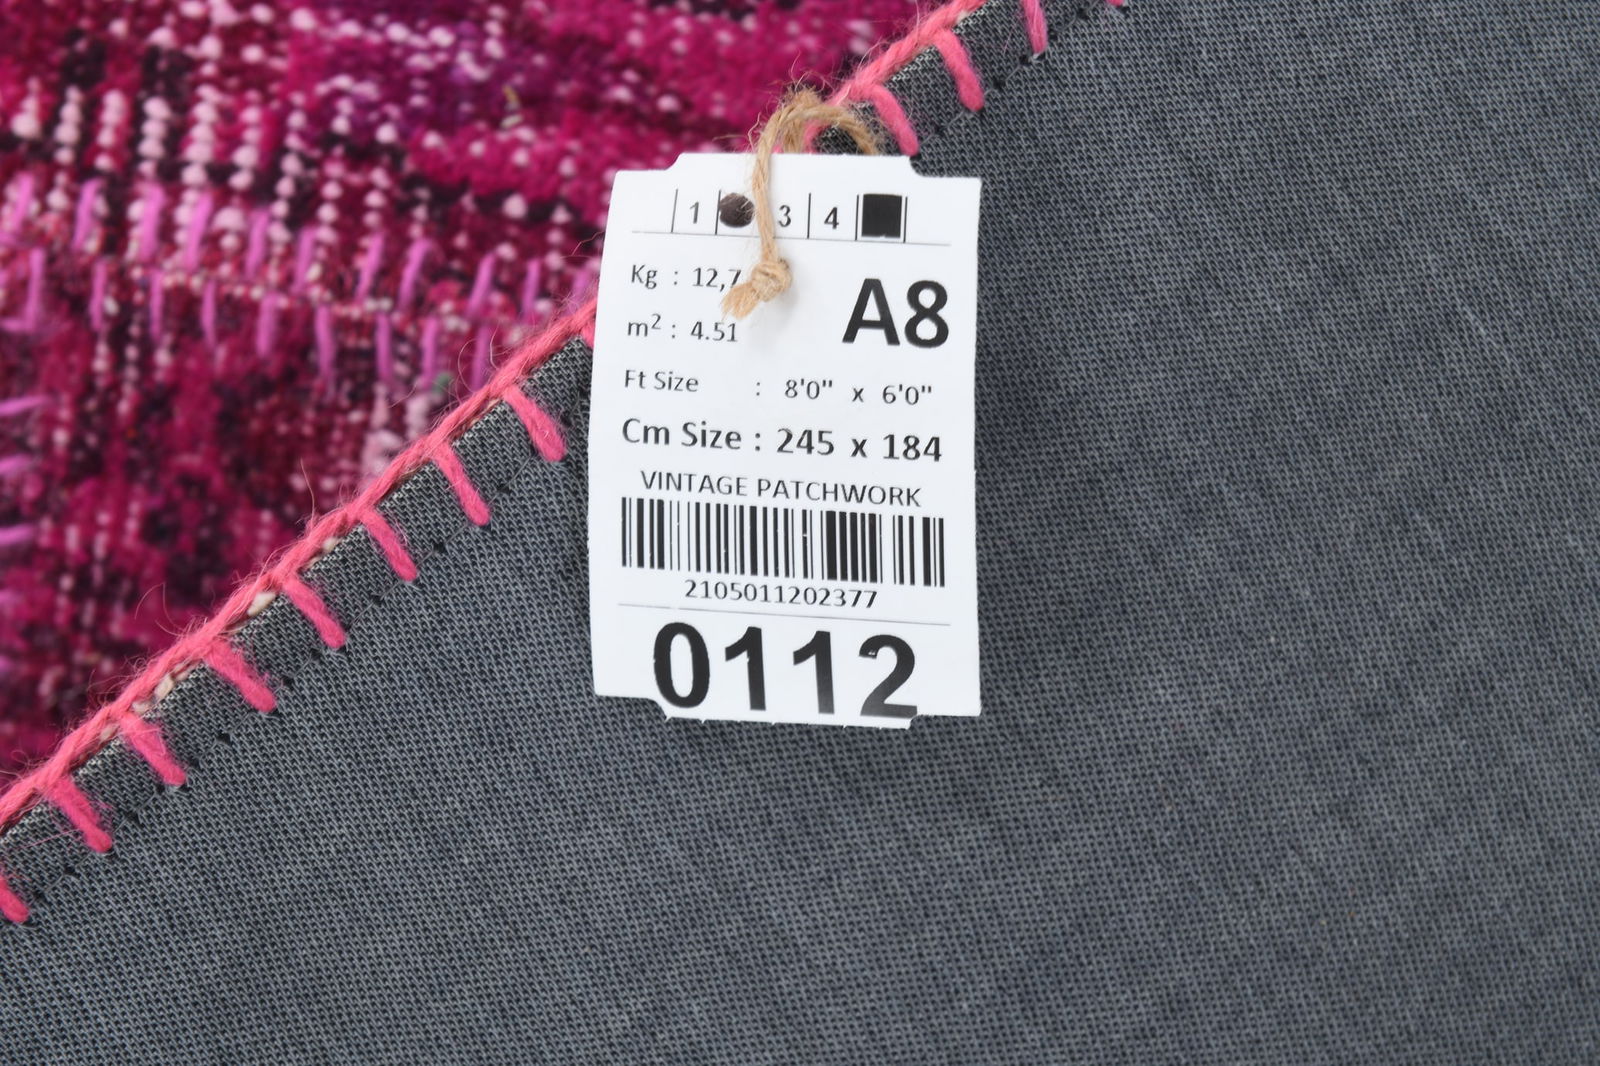 1 3 4
Kg : 12,7
A8
m² : 4.51
Ft Size : 8'0" x 6'0"
Cm Size : 245 x 184
VINTAGE PATCHWORK
2105011202377
0112